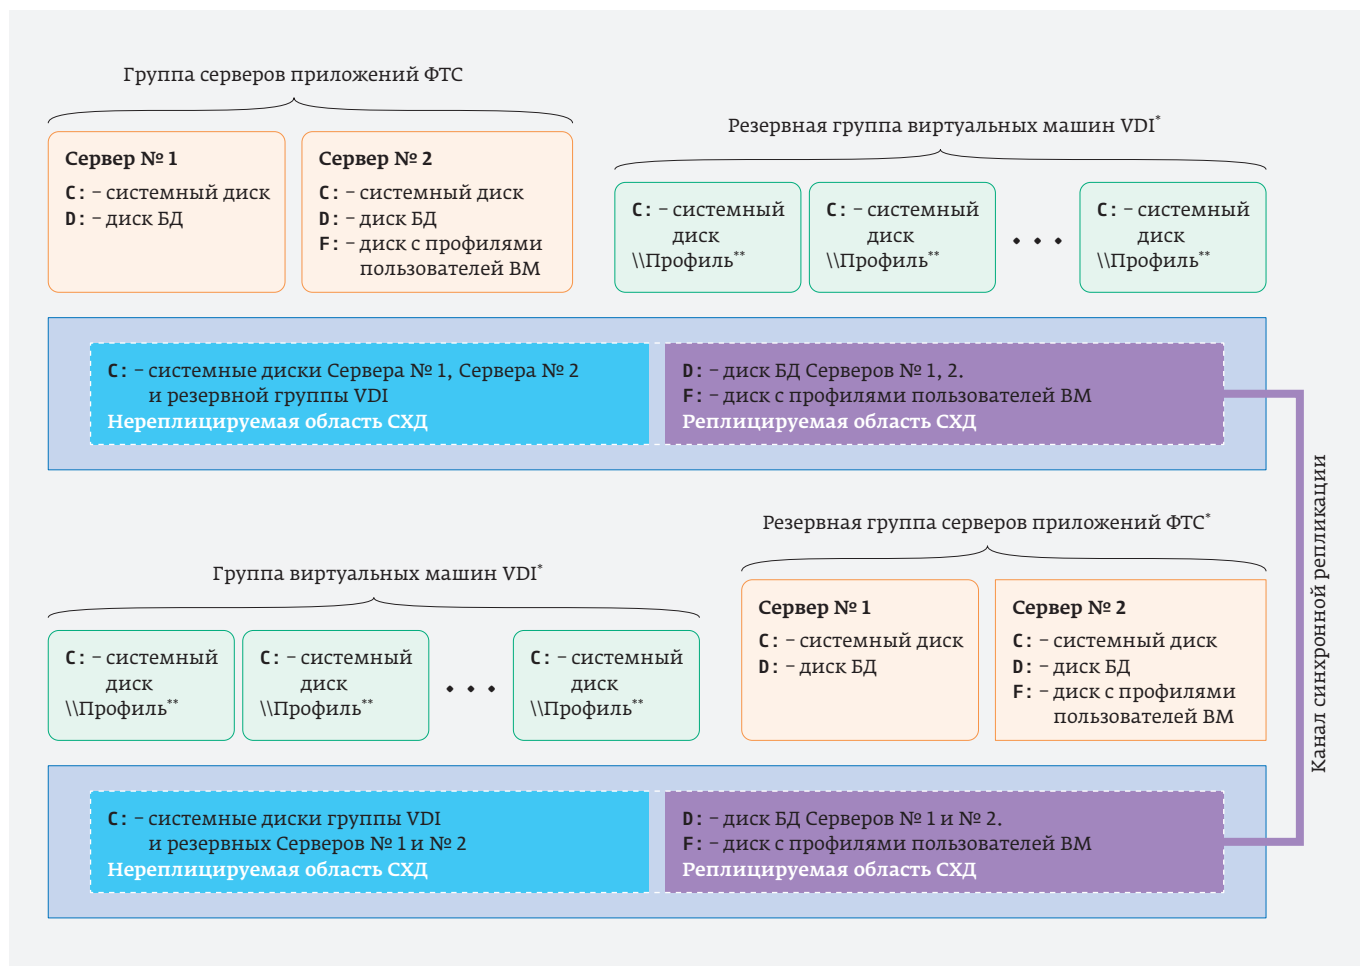 Группа серверов приложений ФТС
Сервер № 1
C: – системный диск
D: – диск БД
Сервер № 2
C: – системный диск
D: – диск БД
F: – диск с профилями
пользователей ВМ
Резервная группа виртуальных машин VDI*
C: – системный
диск
\\Профиль**
C: – системный
диск
\\Профиль**
• • •
C: – системный
диск
\\Профиль**
C: – системные диски Сервера № 1, Сервера № 2
и резервной группы VDI
Нереплицируемая область СХД
D: – диск БД Серверов № 1, 2.
F: – диск с профилями пользователей ВМ
Реплицируемая область СХД
Канал синхронной репликации
Группа виртуальных машин VDI*
C: – системный
диск
\\Профиль**
C: – системный
диск
\\Профиль**
• • •
C: – системный
диск
\\Профиль**
Резервная группа серверов приложений ФТС*
Сервер № 1
C: – системный диск
D: – диск БД
Сервер № 2
C: – системный диск
D: – диск БД
F: – диск с профилями
пользователей ВМ
C: – системные диски группы VDI
и резервных Серверов № 1 и № 2
Нереплицируемая область СХД
D: – диск БД Серверов № 1 и № 2.
F: – диск с профилями пользователей ВМ
Реплицируемая область СХД